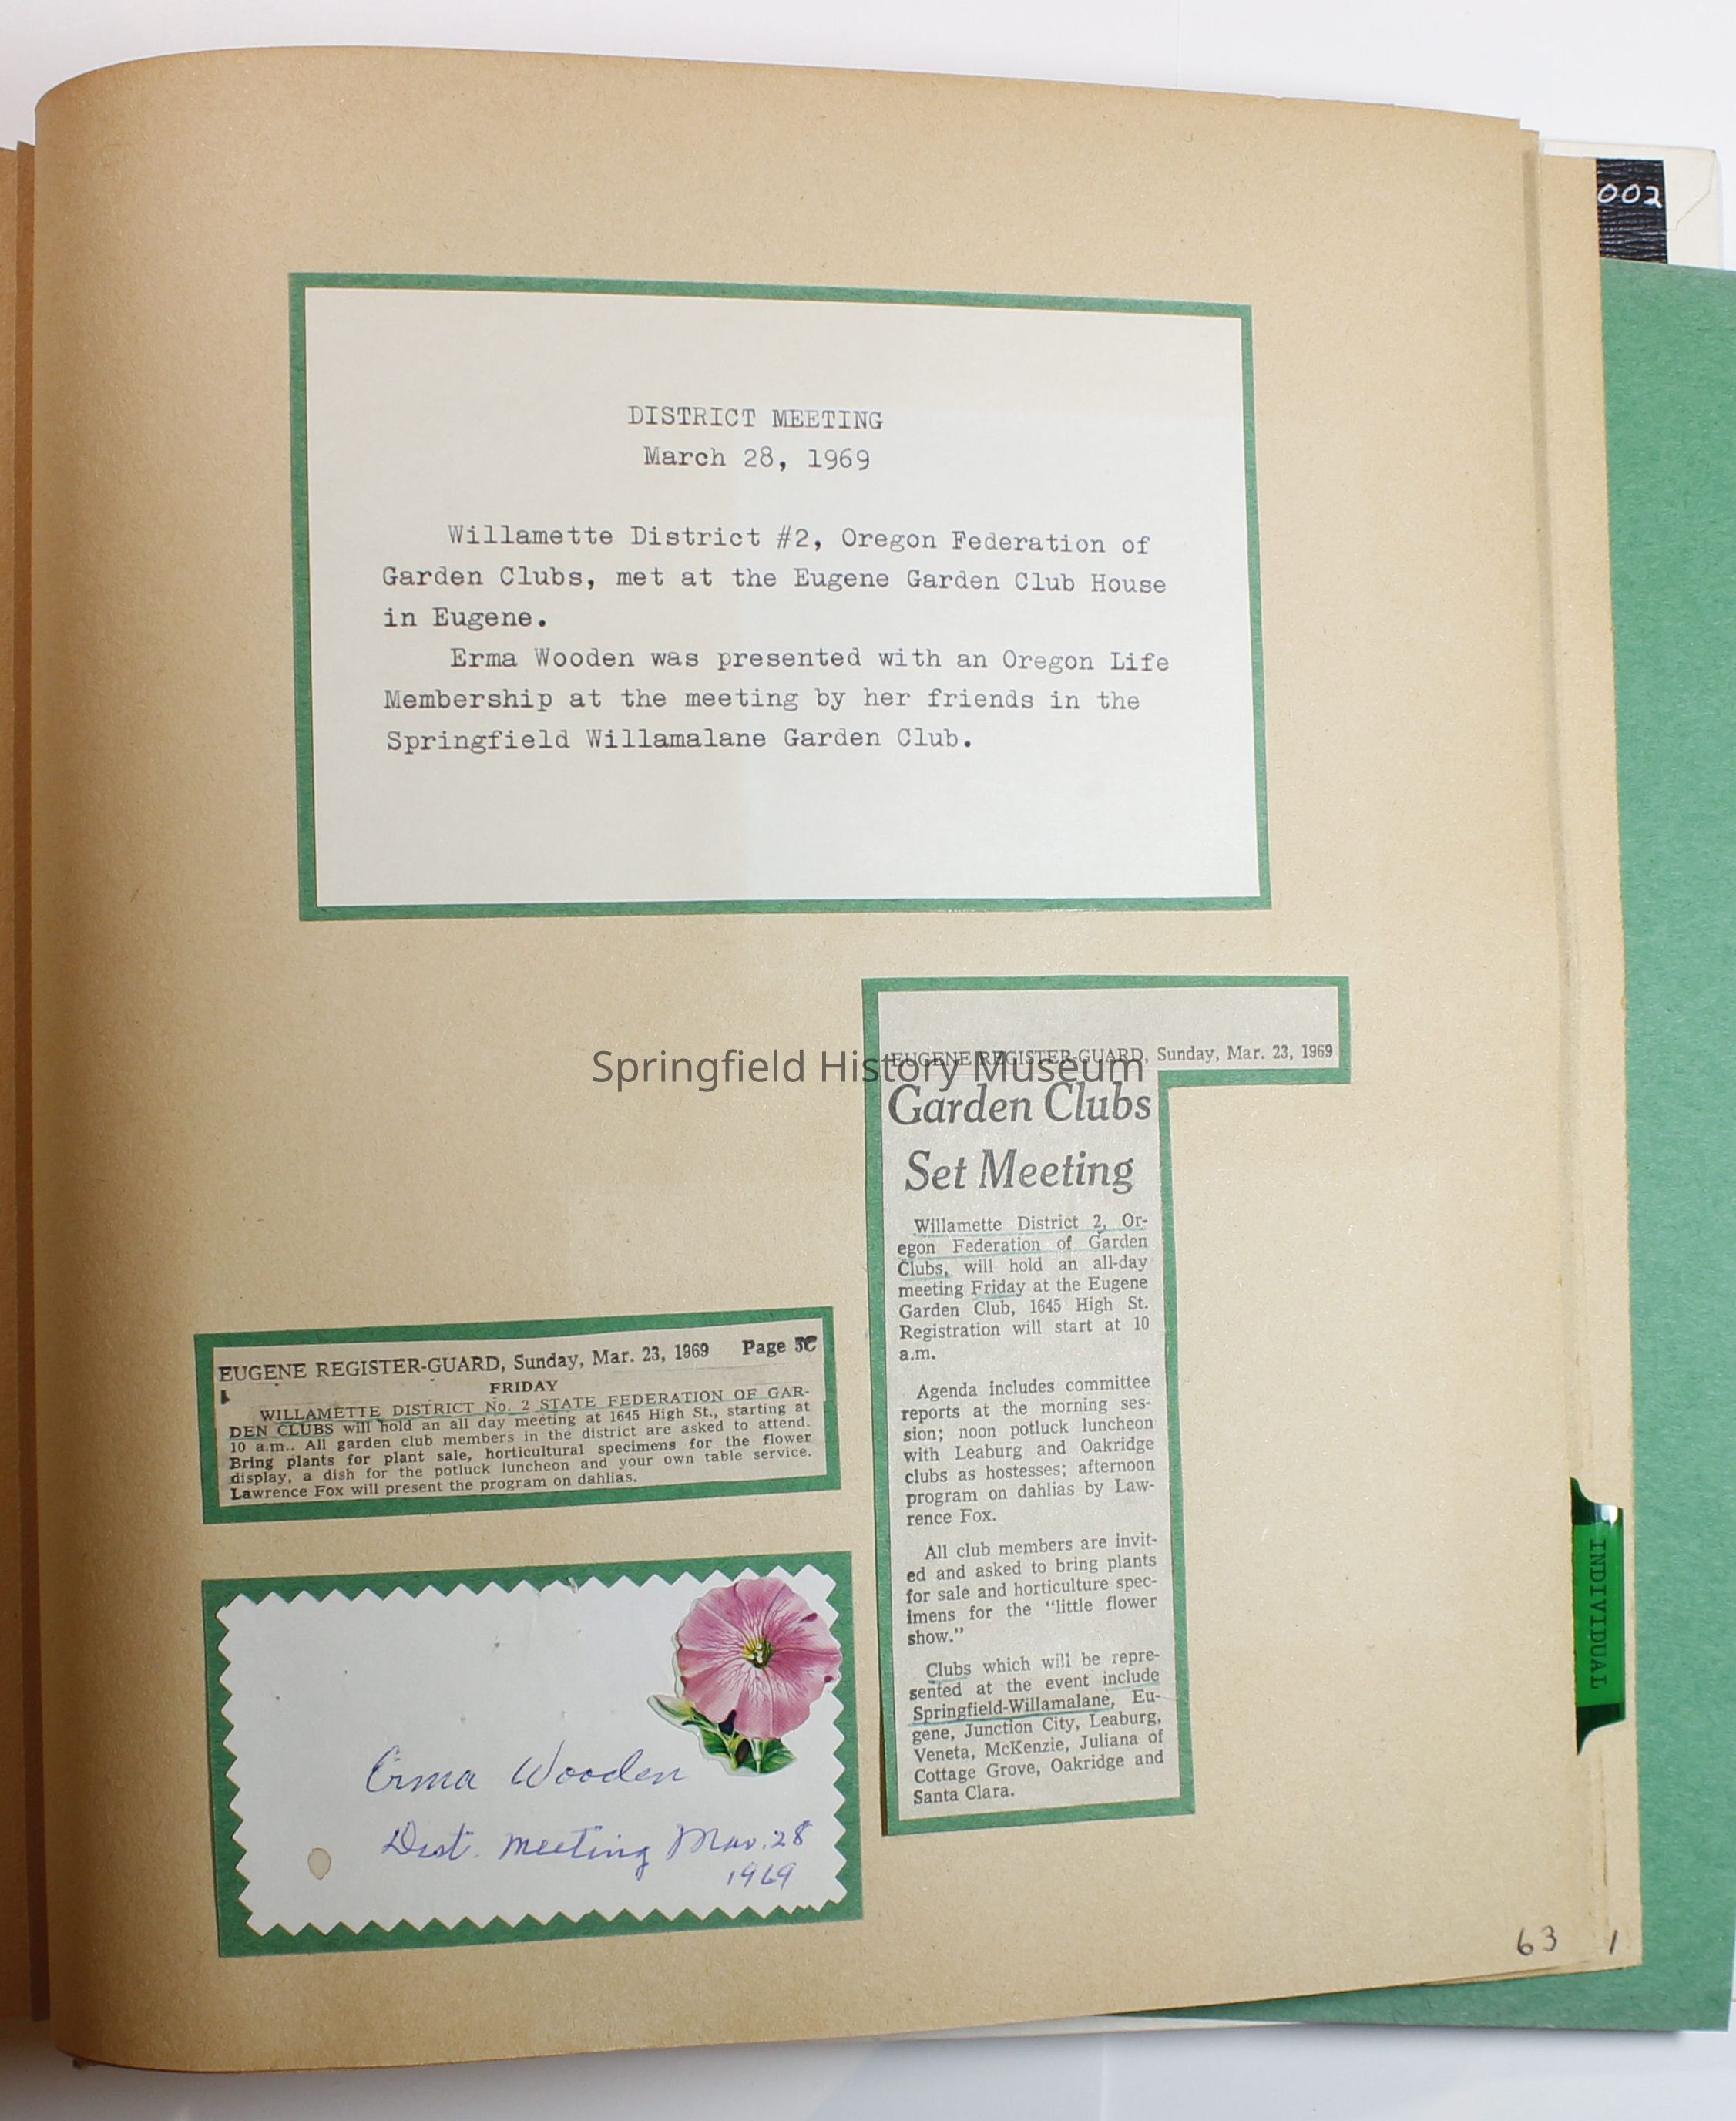 002
DISTRICT MEETING
March 28, 1969
Willamette District #2, Oregon Federation of
Garden Clubs, met at the Eugene Garden Club House
in Eugene.
Erma Wooden was presented with an Oregon Life
Membership at the meeting by her friends in the
Springfield Willamalane Garden Club.
Springfield History Museum
EUGENE REGISTER-GUARD, Sunday, Mar. 23, 1969
Garden Clubs
Set Meeting
Willamette District 2, Or-
egon Federation of Garden
Clubs, will hold an all-day
meeting Friday at the Eugene
Garden Club, 1645 High St.
Registration will start at 10
a.m.
Agenda includes committee
reports at the morning ses-
sion; noon potluck luncheon
with Leaburg and Oakridge
clubs as hostesses; afternoon
program on dahlias by Law-
rence Fox.
All club members are invit-
ed and asked to bring plants
for sale and horticulture spec-
imens for the "little flower
show."
Clubs which will be repre-
sented at the event include
Springfield-Willamalane, Eu-
gene, Junction City, Leaburg,
Veneta, McKenzie, Juliana of
Cottage Grove, Oakridge and
Santa Clara.
EUGENE REGISTER-GUARD, Sunday, Mar. 23, 1969 Page 5C
FRIDAY
WILLAMETTE DISTRICT No. 2 STATE FEDERATION OF GAR-
DEN CLUBS will hold an all day meeting at 1645 High St., starting at
10 a.m.. All garden club members in the district are asked to attend.
Bring plants for plant sale, horticultural specimens for the flower
display, a dish for the potluck luncheon and your own table service.
Lawrence Fox will present the program on dahlias.
Erma Wooden
Dist. Meeting Mar. 28
1969
INDIVIDUAL
63 1